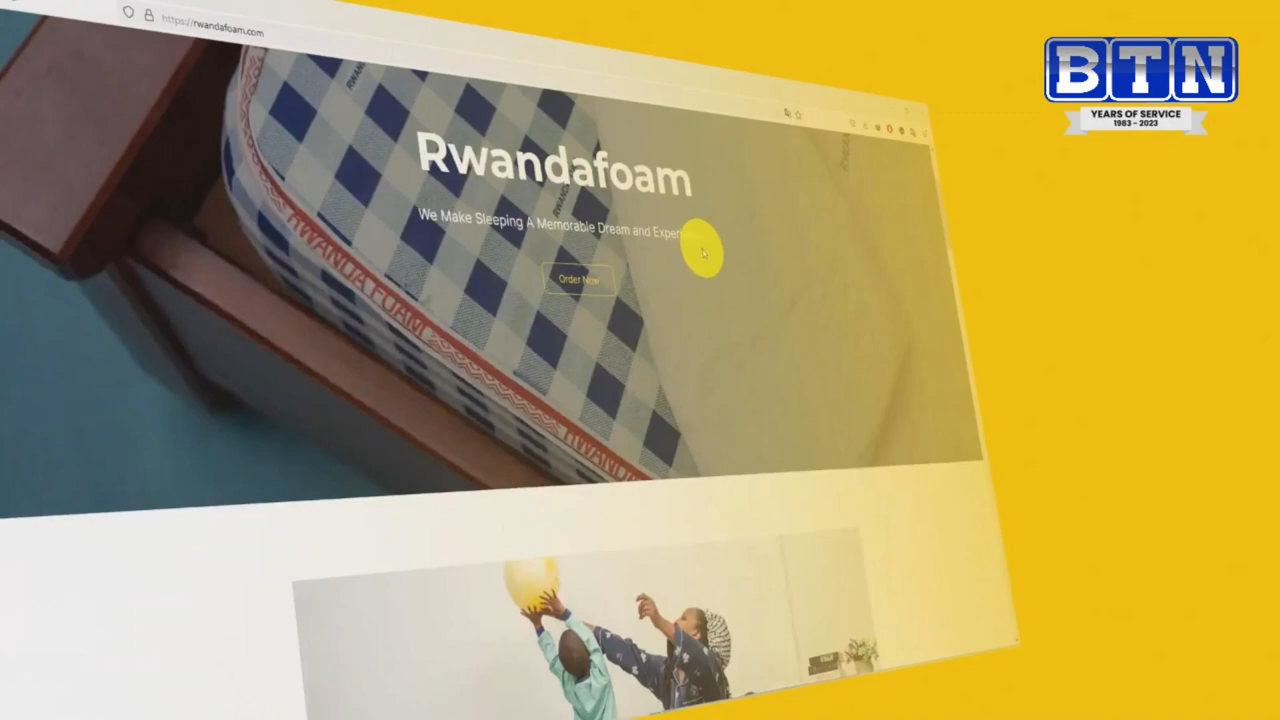 https://rwandafoam.com
BTN
YEARS OF SERVICE
1983 - 2023
Rwandafoam
We Make Sleeping A Memorable Dream and
Order Now
RWANDA FOAM